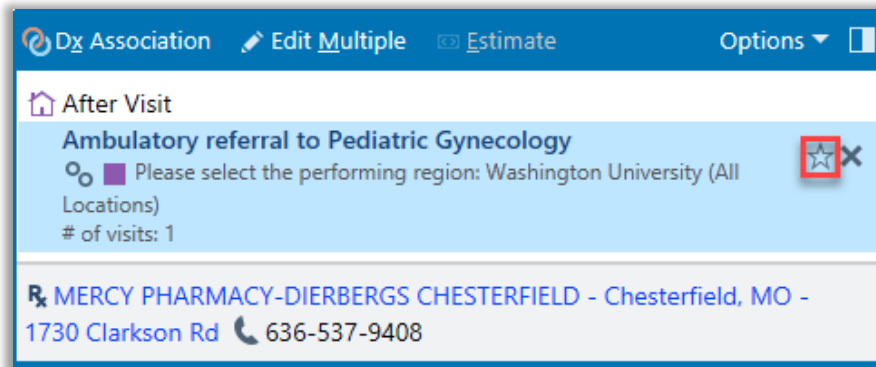 Dx Association Edit Multiple Estimate Options
After Visit
Ambulatory referral to Pediatric Gynecology
Please select the performing region: Washington University (All
Locations)
# of visits: 1
Rx MERCY PHARMACY-DIERBERGS CHESTERFIELD - Chesterfield, MO -
1730 Clarkson Rd 636-537-9408